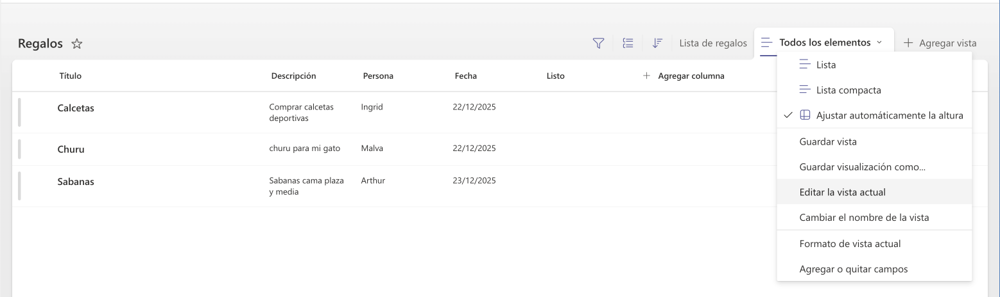 Regalos
Lista de regalos
Todos los elementos
Agregar vista
Título
Descripción
Persona
Fecha
Listo
Agregar columna
Calcetas
Comprar calcetas
deportivas
Ingrid
22/12/2025
Churu
churu para mi gato
Malva
22/12/2025
Sabanas
Sabanas cama plaza
y media
Arthur
23/12/2025
Lista
Lista compacta
Ajustar automáticamente la altura
Guardar vista
Guardar visualización como...
Editar la vista actual
Cambiar el nombre de la vista
Formato de vista actual
Agregar o quitar campos